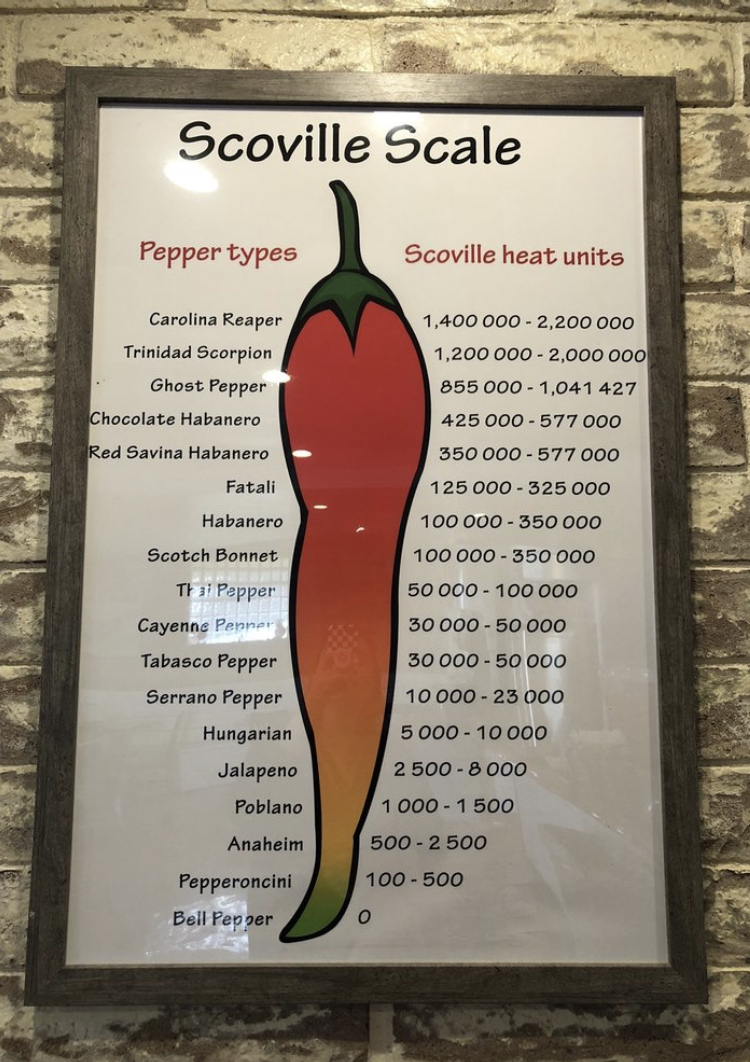 Scoville Scale
Pepper types Scoville heat units
Carolina Reaper 1,400 000 - 2,200 000
Trinidad Scorpion 1,200 000 - 2,000 000
Ghost Pepper 855 000 - 1,041 427
Chocolate Habanero 425 000 - 577 000
Red Savina Habanero 350 000 - 577 000
Fatali 125 000 - 325 000
Habanero 100 000 - 350 000
Scotch Bonnet 100 000 - 350 000
Thai Pepper 50 000 - 100 000
Cayenne Pepper 30 000 - 50 000
Tabasco Pepper 30 000 - 50 000
Serrano Pepper 10 000 - 23 000
Hungarian 5 000 - 10 000
Jalapeno 2 500 - 8 000
Poblano 1 000 - 1 500
Anaheim 500 - 2 500
Pepperoncini 100 - 500
Bell Pepper 0